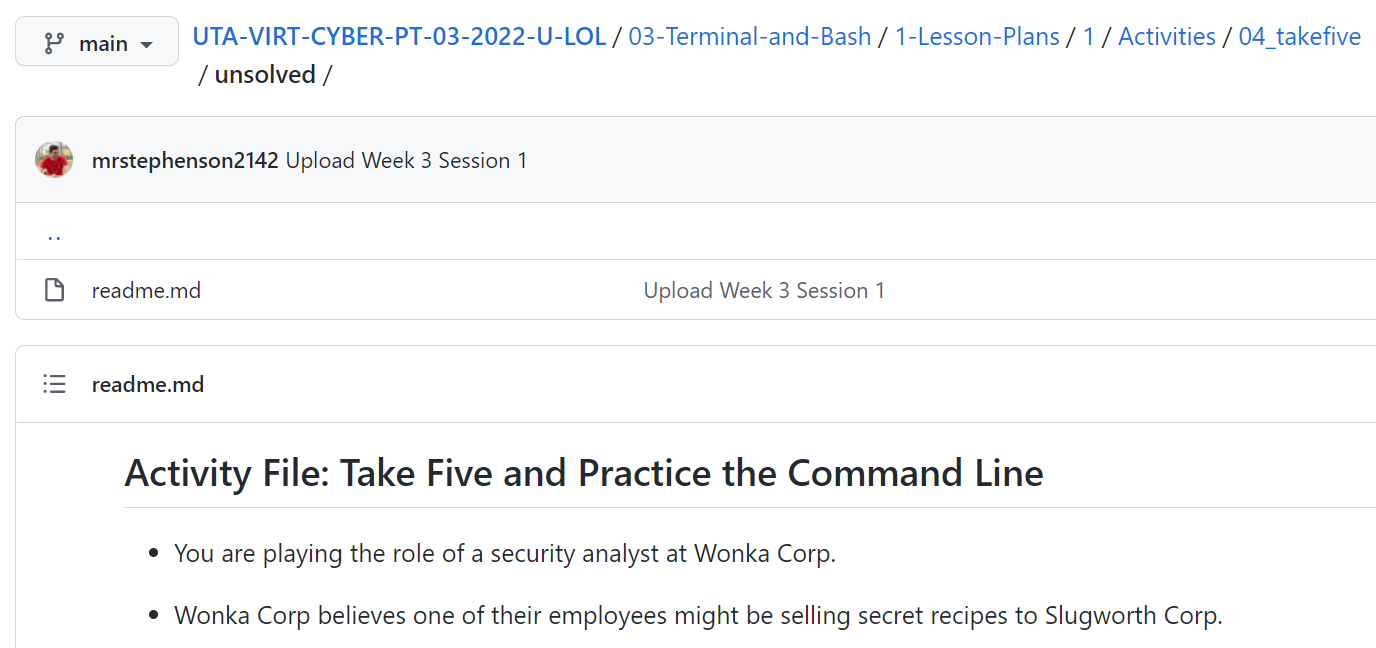 main
UTA-VIRT-CYBER-PT-03-2022-U-LOL / 03-Terminal-and-Bash / 1-Lesson-Plans / 1 / Activities / 04_takefive
/ unsolved /
mrstephenson2142 Upload Week 3 Session 1
..
readme.md Upload Week 3 Session 1
readme.md
Activity File: Take Five and Practice the Command Line
• You are playing the role of a security analyst at Wonka Corp.
• Wonka Corp believes one of their employees might be selling secret recipes to Slugworth Corp.